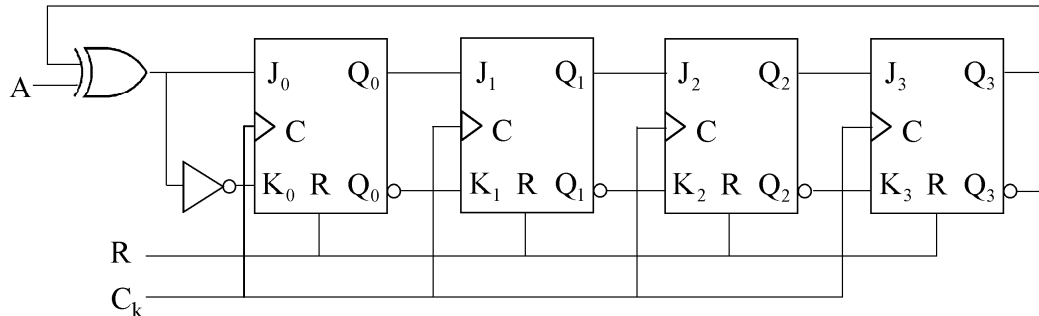 J₀ Q₀ J₁ Q₁ J₂ Q₂ J₃ Q₃
A
C C C C
K₀ R Q₀ K₁ R Q₁ K₂ R Q₂ K₃ R Q₃
R
Cₖ